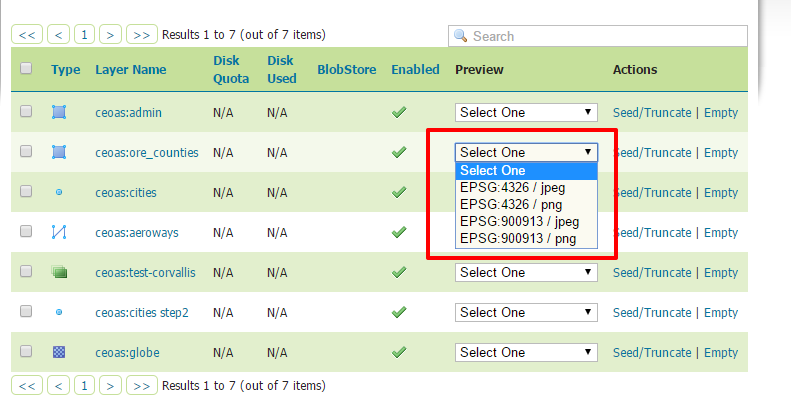 << < 1 > >> Results 1 to 7 (out of 7 items) Search
Type Layer Name Disk Quota Disk Used BlobStore Enabled Preview Actions
ceoas:admin N/A N/A Select One Seed/Truncate | Empty
ceoas:ore_counties N/A N/A Select One Seed/Truncate | Empty
Select One
EPSG:4326 / jpeg
EPSG:4326 / png
EPSG:900913 / jpeg
EPSG:900913 / png
ceoas:cities N/A N/A Seed/Truncate | Empty
ceoas:aeroways N/A N/A Seed/Truncate | Empty
ceoas:test-corvallis N/A N/A Select One Seed/Truncate | Empty
ceoas:cities step2 N/A N/A Select One Seed/Truncate | Empty
ceoas:globe N/A N/A Select One Seed/Truncate | Empty
<< < 1 > >> Results 1 to 7 (out of 7 items)